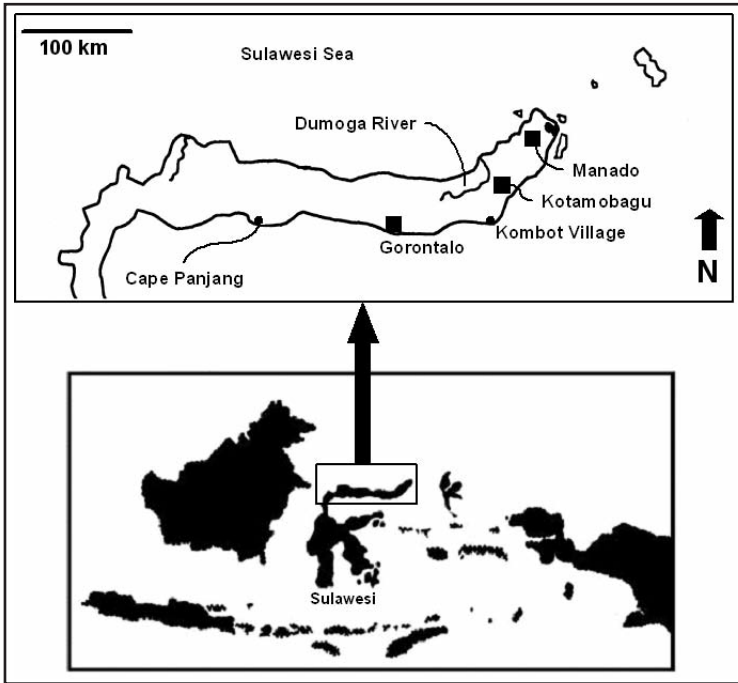 100 km
Sulawesi Sea
Dumoga River
Manado
Kotamobagu
Kombot Village
Gorontalo
Cape Panjang
N
Sulawesi